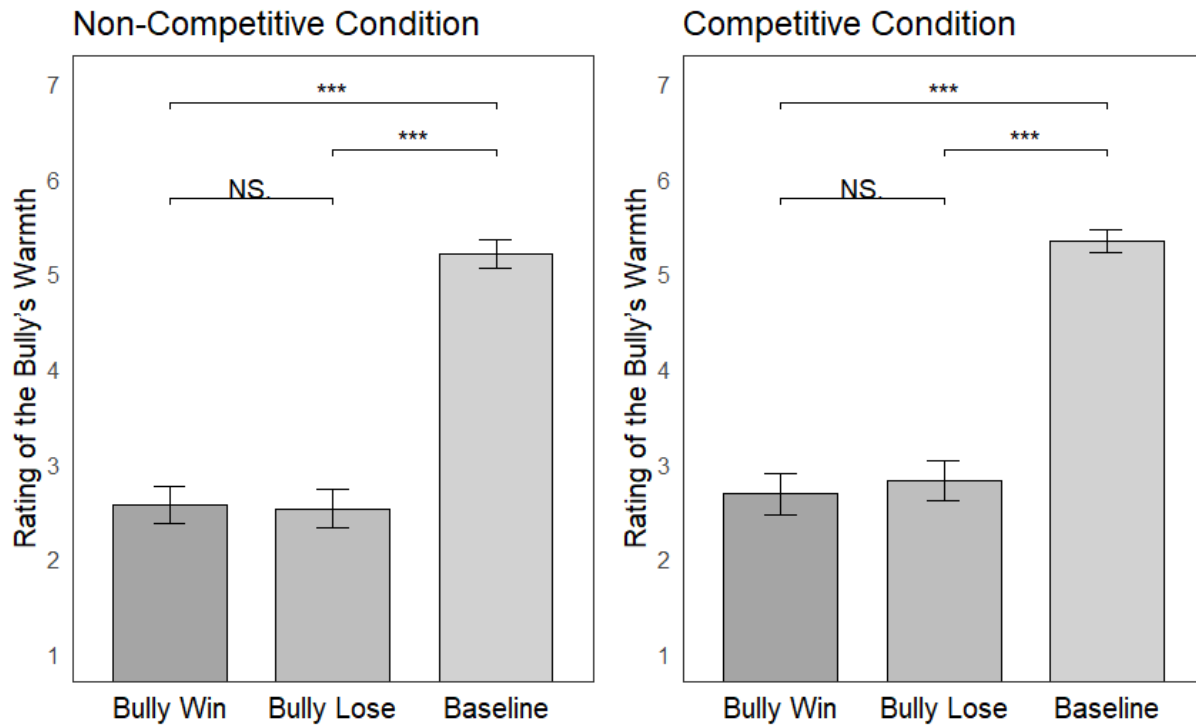 Non-Competitive Condition
Rating of the Bully's Warmth
7
6
5
4
3
2
1
***
***
NS.
Bully Win Bully Lose Baseline
Competitive Condition
Rating of the Bully's Warmth
7
6
5
4
3
2
1
***
***
NS.
Bully Win Bully Lose Baseline